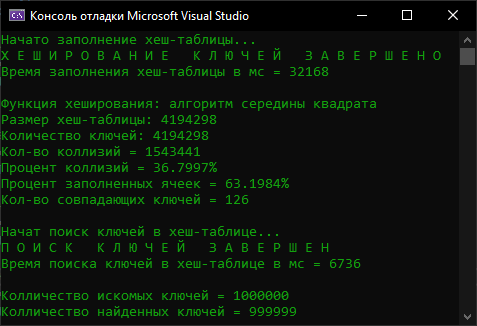 Консоль отладки Microsoft Visual Studio
Начато заполнение хеш-таблицы...
Х Е Ш И Р О В А Н И Е   К Л Ю Ч Е Й   З А В Е Р Ш Е Н О
Время заполнения хеш-таблицы в мс = 32168
Функция хеширования: алгоритм середины квадрата
Размер хеш-таблицы: 4194298
Количество ключей: 4194298
Кол-во коллизий = 1543441
Процент коллизий = 36.7997%
Процент заполненных ячеек = 63.1984%
Кол-во совпадающих ключей = 126
Начат поиск ключей в хеш-таблице...
П О И С К   К Л Ю Ч Е Й   З А В Е Р Ш Е Н
Время поиска ключей в хеш-таблице в мс = 6736
Колличество искомых ключей = 1000000
Количество найденных ключей = 999999